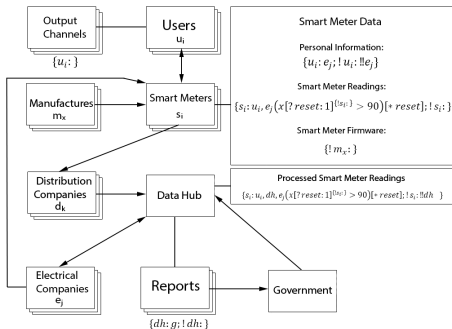 Output
Channels
{u_i: }
Users
u_i
Manufactures
m_x
Smart Meters
s_i
Distribution
Companies
d_k
Data Hub
Electrical
Companies
e_j
Reports
{dh: g; ! dh: }
Government
Smart Meter Data
Personal Information:
{u_i: e_j; ! u_i: !! e_j}
Smart Meter Readings:
{s_i: u_i, e_j(x[? reset: 1]^{{!s_i: }} > 90)[* reset]; ! s_i: }
Smart Meter Firmware:
{! m_x: }
Processed Smart Meter Readings
{s_i: u_i, dh, e_j(x[? reset: 1]^{{!s_i: }} > 90)[* reset]; ! s_i: !! dh }